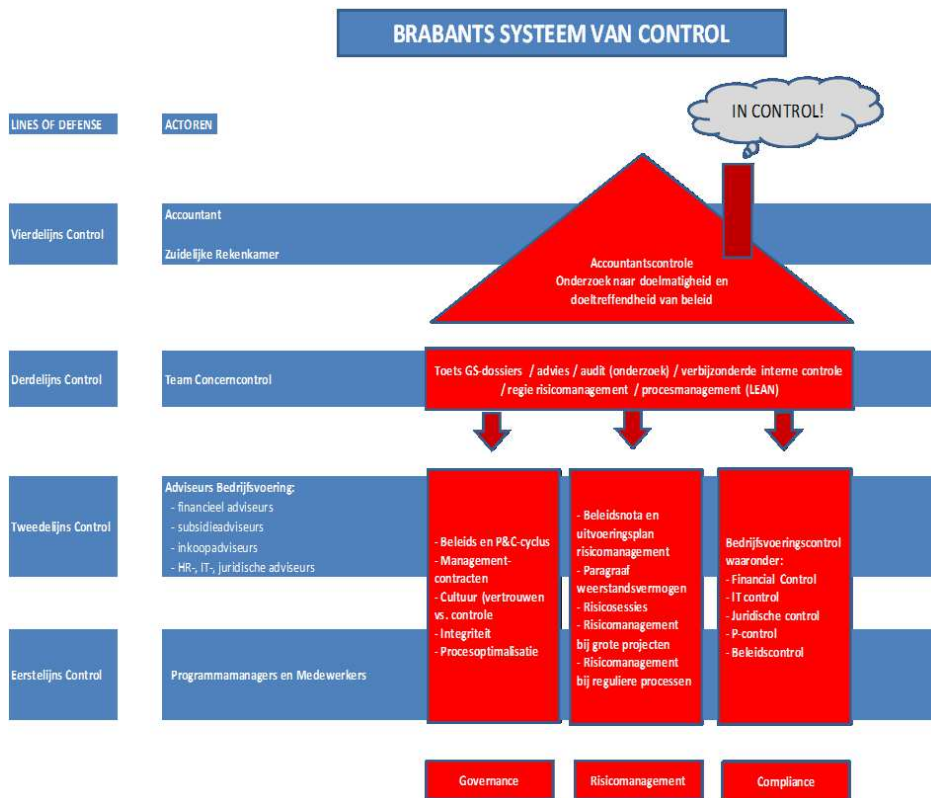 BRABANTS SYSTEEM VAN CONTROL
IN CONTROL!
LINES OF DEFENSE
ACTOREN
Vierdelijns Control
Accountant
Zuidelijke Rekenkamer
Accountantscontrole
Onderzoek naar doelmatigheid en
doeltreffendheid van beleid
Derdelijns Control
Team Concerncontrol
Toets GS-dossiers / advies / audit (onderzoek) / verbijzonderde interne controle
/ regie risicomanagement / procesmanagement (LEAN)
Tweedelijns Control
Adviseurs Bedrijfsvoering:
- financieel adviseurs
- subsidieadviseurs
- inkoopadviseurs
- HR-, IT-, juridische adviseurs
Eerstelijns Control
Programmamanagers en Medewerkers
- Beleids en P&C-cyclus
- Management-
contracten
- Cultuur (vertrouwen
vs. controle
- Integriteit
- Procesoptimalisatie
- Beleidsnota en
uitvoeringsplan
risicomanagement
- Paragraaf
weerstandsvermogen
- Risicosessies
- Risicomanagement
bij grote projecten
- Risicomanagement
bij reguliere processen
Bedrijfsvoeringscontrol
waaronder:
- Financial Control
- IT control
- Juridische control
- P-control
- Beleidscontrol
Governance
Risicomanagement
Compliance